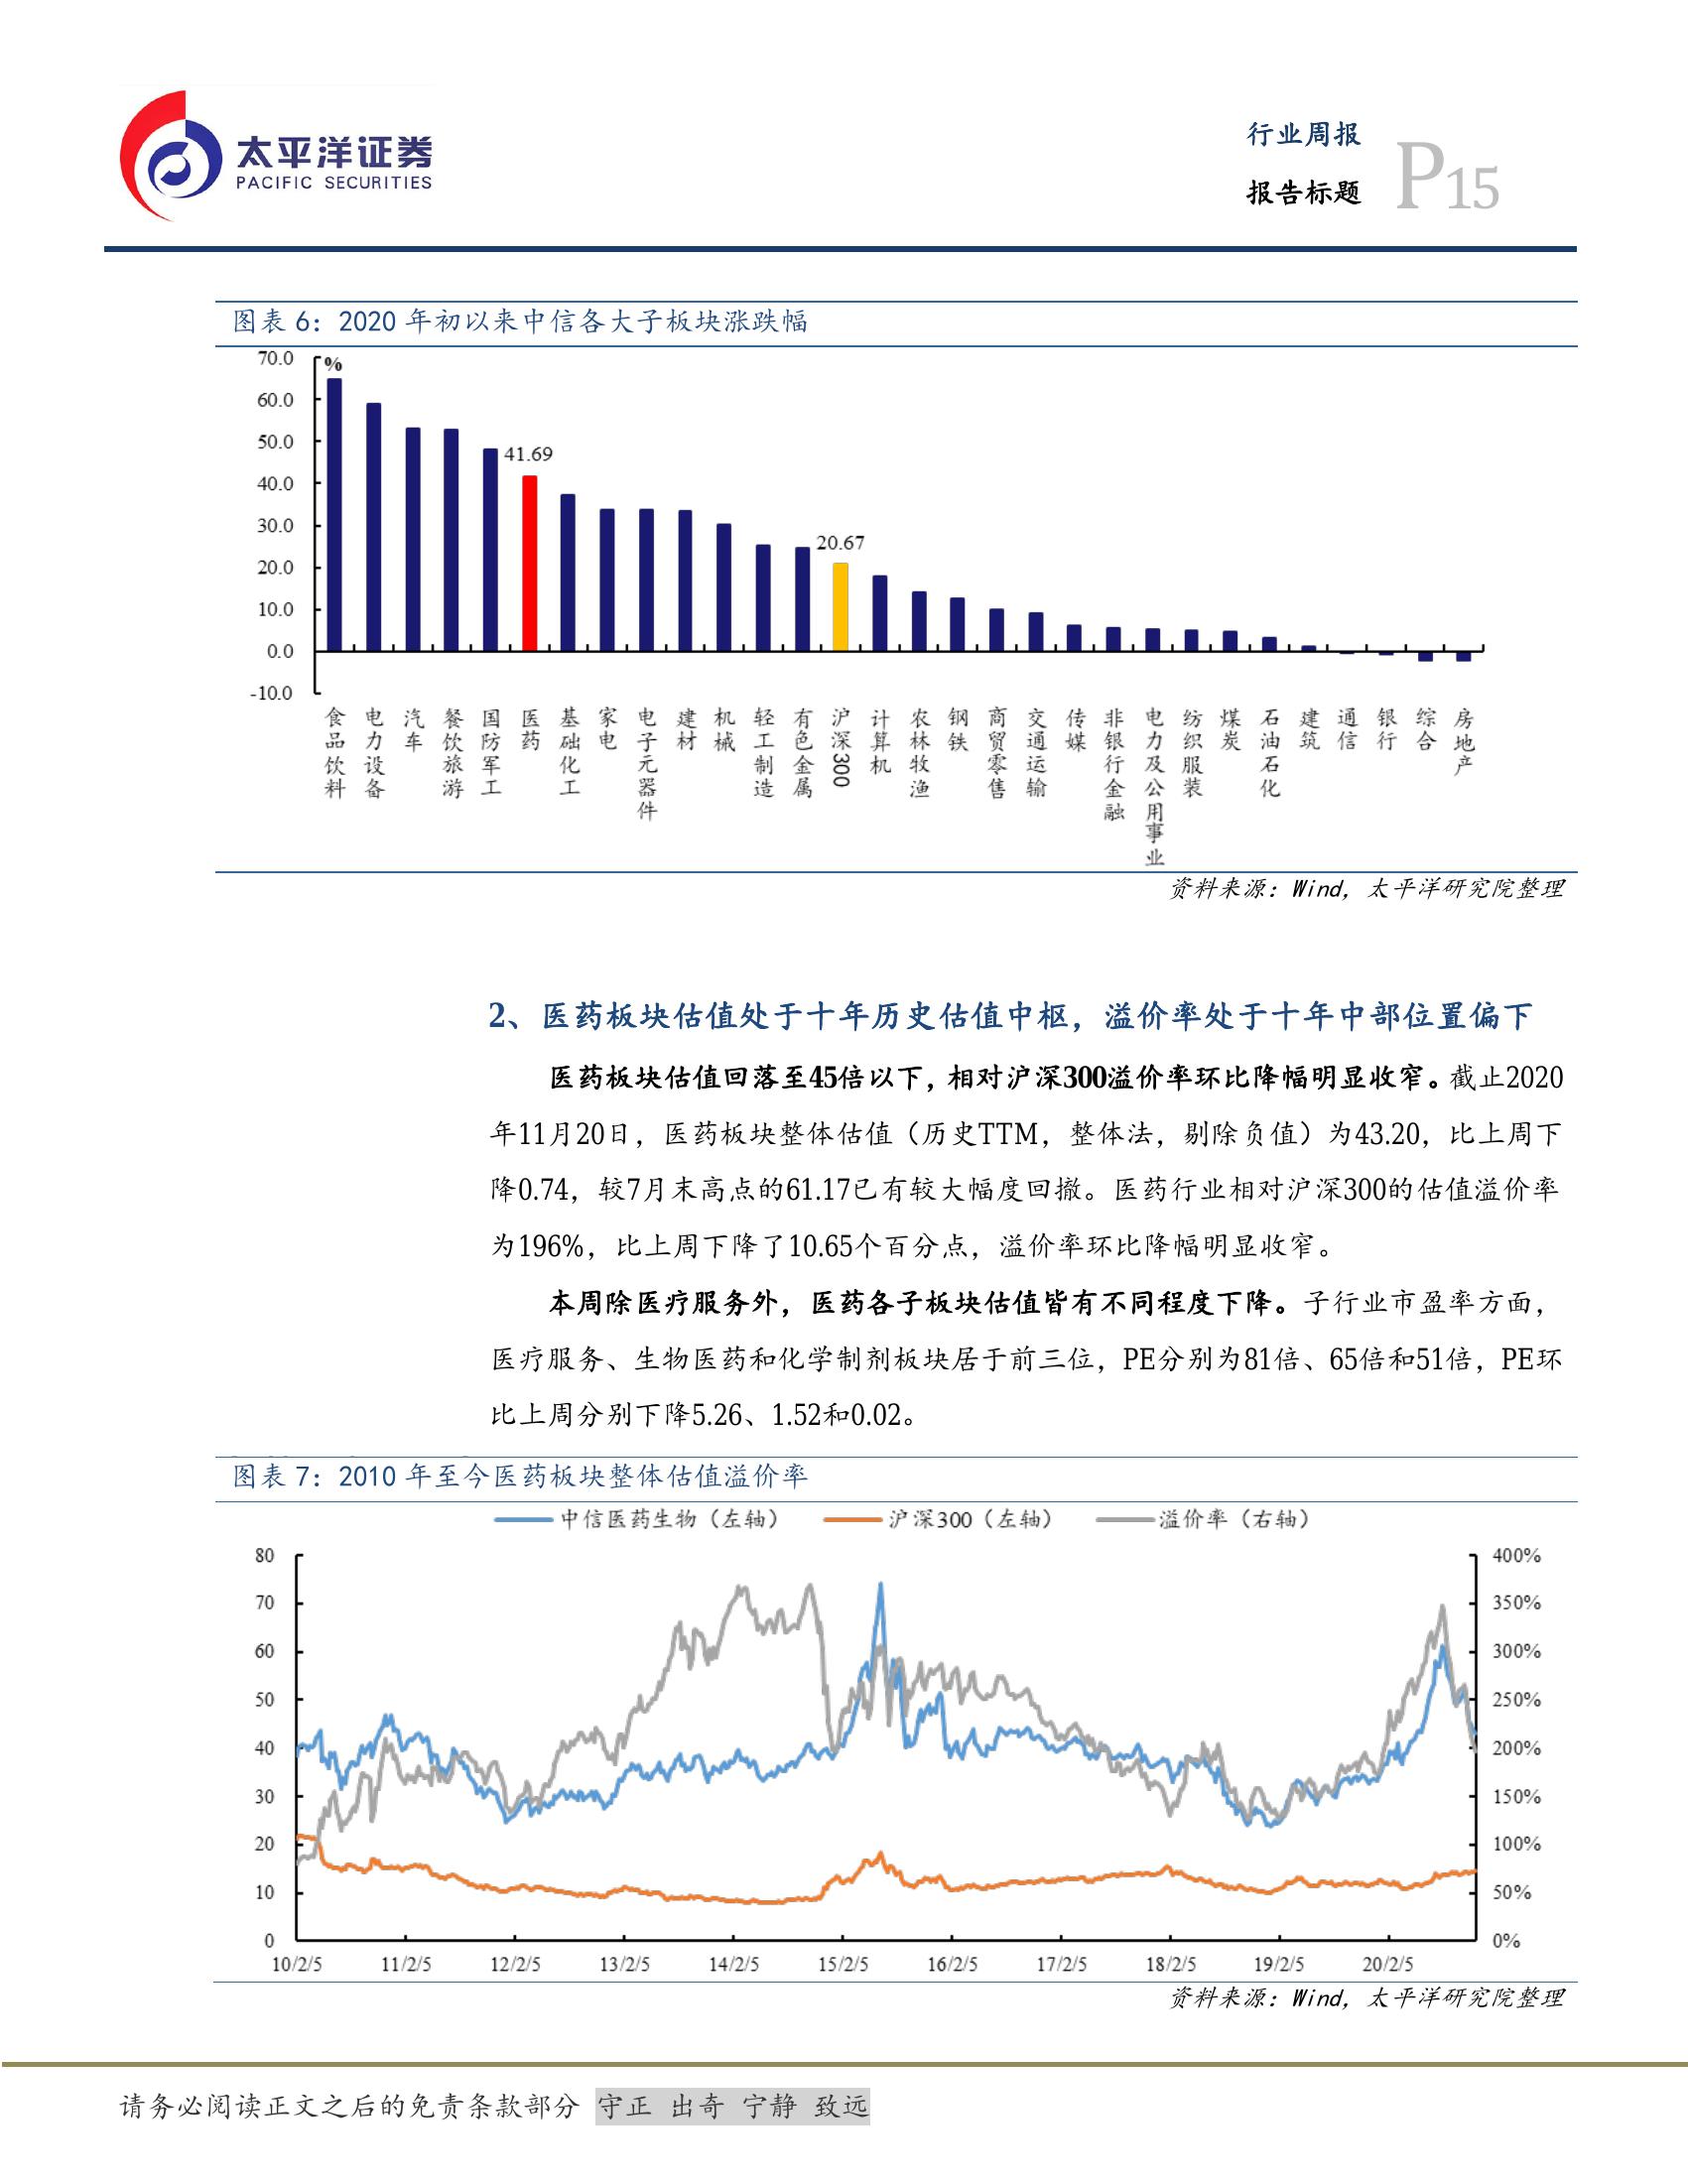 太平洋证券
PACIFIC SECURITIES
行业周报
报告标题
P15
图表 6：2020 年初以来中信各大子板块涨跌幅
%
70.0
60.0
50.0
40.0
30.0
20.0
10.0
0.0
-10.0
41.69
20.67
食品饮料
电力设备
汽车
餐饮旅游
国防军工
医药
基础化工
家电
电子元器件
建材
机械
轻工制造
有色金属
沪深300
计算机
农林牧渔
钢铁
商贸零售
交通运输
传媒
非银行金融
电力及公用事业
纺织服装
煤炭
石油石化
建筑
通信
银行
综合
房地产
资料来源：Wind，太平洋研究院整理
2、医药板块估值处于十年历史估值中枢，溢价率处于十年中部位置偏下
医药板块估值回落至45倍以下，相对沪深300溢价率环比降幅明显收窄。截止2020
年11月20日，医药板块整体估值（历史TTM，整体法，剔除负值）为43.20，比上周下
降0.74，较7月末高点的61.17已有较大幅度回撤。医药行业相对沪深300的估值溢价率
为196%，比上周下降了10.65个百分点，溢价率环比降幅明显收窄。
本周除医疗服务外，医药各子板块估值皆有不同程度下降。子行业市盈率方面，
医疗服务、生物医药和化学制剂板块居于前三位，PE分别为81倍、65倍和51倍，PE环
比上周分别下降5.26、1.52和0.02。
图表 7：2010 年至今医药板块整体估值溢价率
中信医药生物（左轴） 沪深300（左轴） 溢价率（右轴）
80
70
60
50
40
30
20
10
0
400%
350%
300%
250%
200%
150%
100%
50%
0%
10/2/5 11/2/5 12/2/5 13/2/5 14/2/5 15/2/5 16/2/5 17/2/5 18/2/5 19/2/5 20/2/5
资料来源：Wind，太平洋研究院整理
请务必阅读正文之后的免责条款部分 守正 出奇 宁静 致远